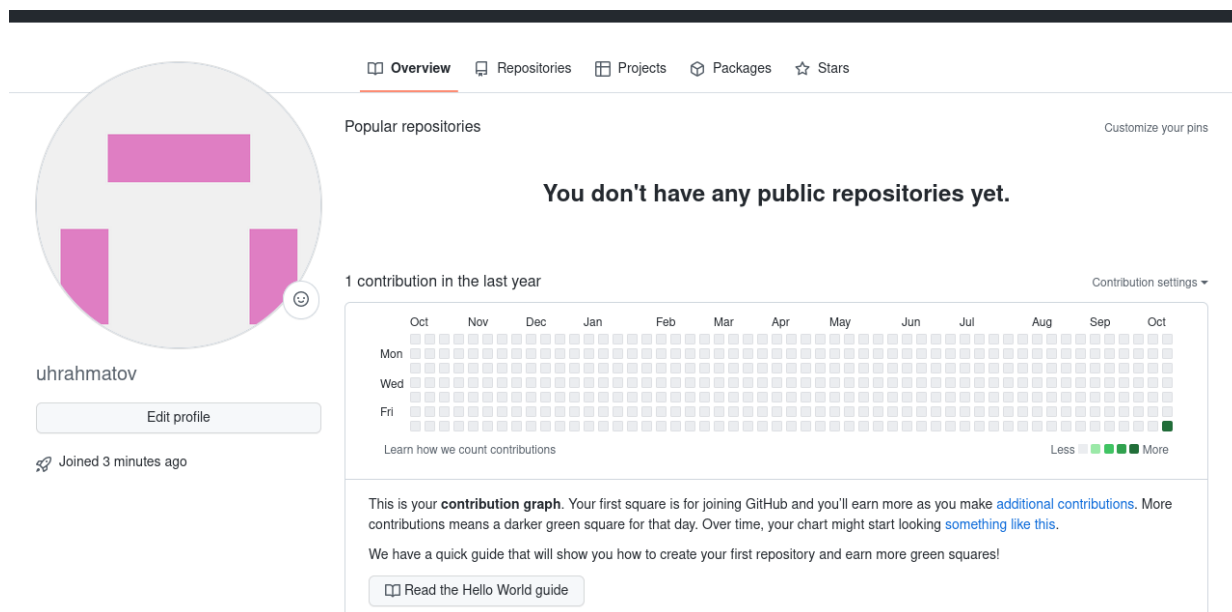 Overview Repositories Projects Packages Stars
Popular repositories
Customize your pins
You don't have any public repositories yet.
1 contribution in the last year
Contribution settings
Oct Nov Dec Jan Feb Mar Apr May Jun Jul Aug Sep Oct
Mon
Wed
Fri
Learn how we count contributions
Less More
uhrahmatov
Edit profile
Joined 3 minutes ago
This is your contribution graph. Your first square is for joining GitHub and you'll earn more as you make additional contributions. More
contributions means a darker green square for that day. Over time, your chart might start looking something like this.
We have a quick guide that will show you how to create your first repository and earn more green squares!
Read the Hello World guide